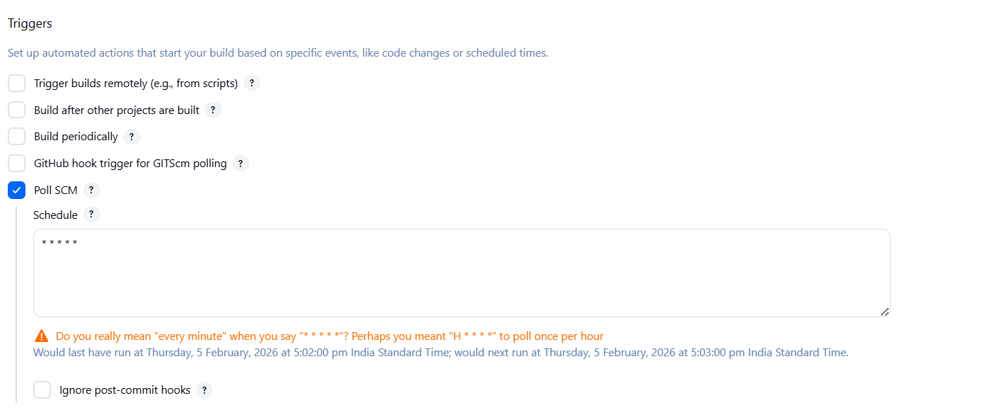 Triggers
Set up automated actions that start your build based on specific events, like code changes or scheduled times.
Trigger builds remotely (e.g., from scripts) ?
Build after other projects are built ?
Build periodically ?
GitHub hook trigger for GITScm polling ?
Poll SCM ?
Schedule ?
* * * * *
Do you really mean "every minute" when you say "* * * * *"? Perhaps you meant "H * * * *" to poll once per hour
Would last have run at Thursday, 5 February, 2026 at 5:02:00 pm India Standard Time; would next run at Thursday, 5 February, 2026 at 5:03:00 pm India Standard Time.
Ignore post-commit hooks ?